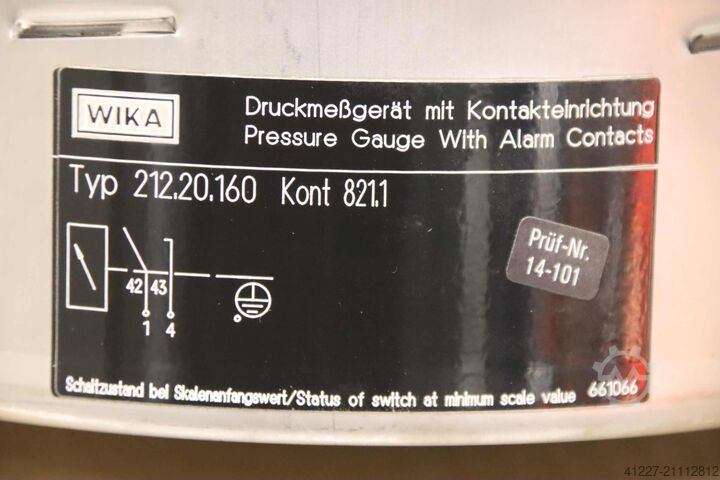 WIKA
Druckmeßgerät mit Kontakteinrichtung
Pressure Gauge With Alarm Contacts
Typ 212.20.160 Kont 821.1
Prüf-Nr.
14-101
42 43
1 4
Schaltzustand bei Skalenanfangswert/Status of switch at minimum scale value 661066
41227-21112812